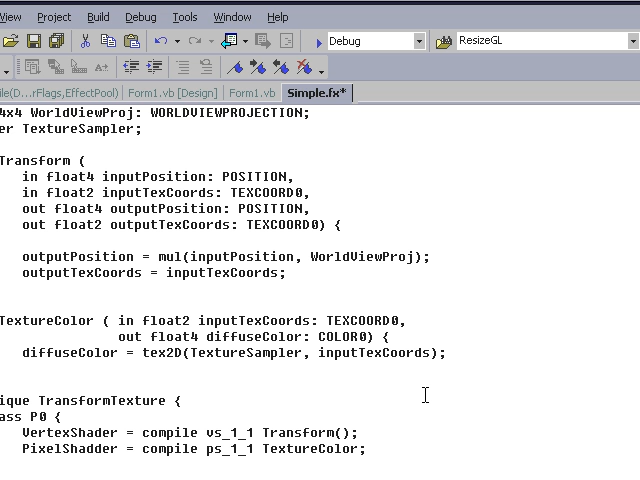 View Project Build Debug Tools Window Help
Debug ResizeGL
ile(D...rFlags,EffectPool) Form1.vb [Design] Form1.vb Simple.fx*
4x4 WorldViewProj: WORLDVIEWPROJECTION;
er TextureSampler;
Transform (
in float4 inputPosition: POSITION,
in float2 inputTexCoords: TEXCOORD0,
out float4 outputPosition: POSITION,
out float2 outputTexCoords: TEXCOORD0) {
outputPosition = mul(inputPosition, WorldViewProj);
outputTexCoords = inputTexCoords;
TextureColor ( in float2 inputTexCoords: TEXCOORD0,
out float4 diffuseColor: COLOR0) {
diffuseColor = tex2D(TextureSampler, inputTexCoords);
ique TransformTexture {
ass P0 {
VertexShader = compile vs_1_1 Transform();
PixelShadder = compile ps_1_1 TextureColor;